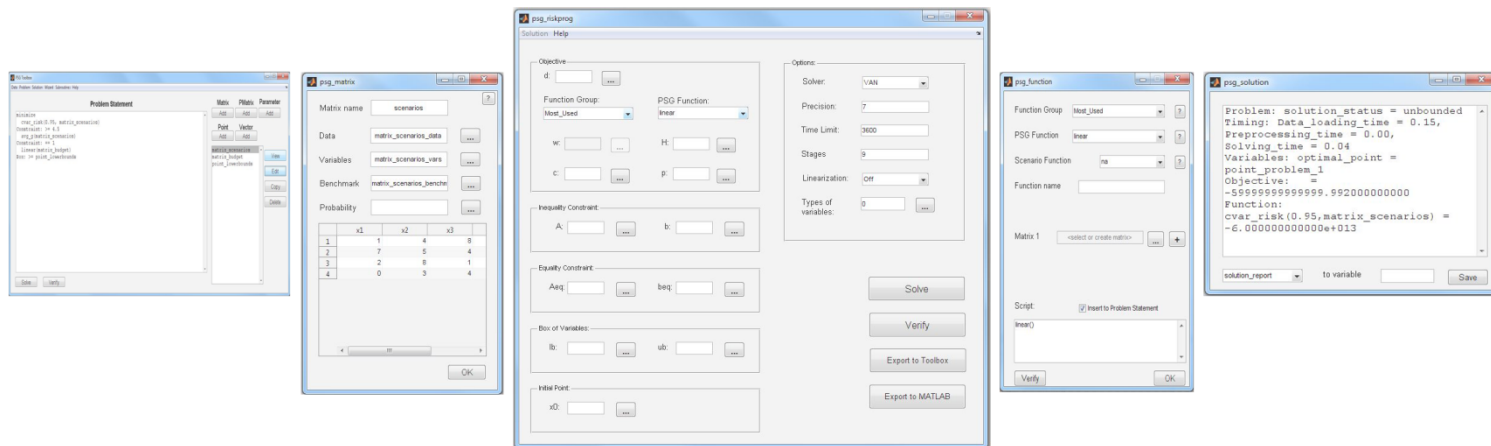 PSG Toolbox
Problem Statement
Matrix PMatrix Parameter
Add Add Add
Point Vector
Add Add
minimize
cvar_risk(0.95, matrix_scenarios)
Constraint: >= 4.5
avg_g(matrix_scenarios)
Constraint: == 1
linear(matrix_budget)
Box: >= point_lowerbounds
matrix_scenarios
matrix_budget
point_lowerbounds
View
Edit
Copy
Delete
Solve Verify
psg_matrix
?
Matrix name scenarios
Data matrix_scenarios_data ...
Variables matrix_scenarios_vars ...
Benchmark matrix_scenarios_benchm ...
Probability ...
x1 x2 x3
1 1 4 8
2 7 5 4
3 2 8 1
4 0 3 4
OK
psg_riskprog
Solution Help
Objective
d: ...
Function Group: PSG Function:
Most_Used linear
w: ... H: ...
c: ... p: ...
Inequality Constraint:
A: ... b: ...
Equality Constraint:
Aeq: ... beq: ...
Box of Variables:
lb: ... ub: ...
Initial Point:
x0: ...
Options:
Solver: VAN
Precision: 7
Time Limit: 3600
Stages 9
Linearization: Off
Types of variables: 0 ...
Solve
Verify
Export to Toolbox
Export to MATLAB
psg_function
Function Group Most_Used ?
PSG Function linear ?
Scenario Function na ?
Function name
Matrix 1 <select or create matrix> ... +
Script: Insert to Problem Statement
linear()
Verify OK
psg_solution
Problem: solution_status = unbounded
Timing: Data_loading_time = 0.15,
Preprocessing_time = 0.00,
Solving_time = 0.04
Variables: optimal_point =
point_problem_1
Objective: =
-59999999999999.992000000000
Function:
cvar_risk(0.95,matrix_scenarios) =
-6.000000000000e+013
solution_report to variable Save